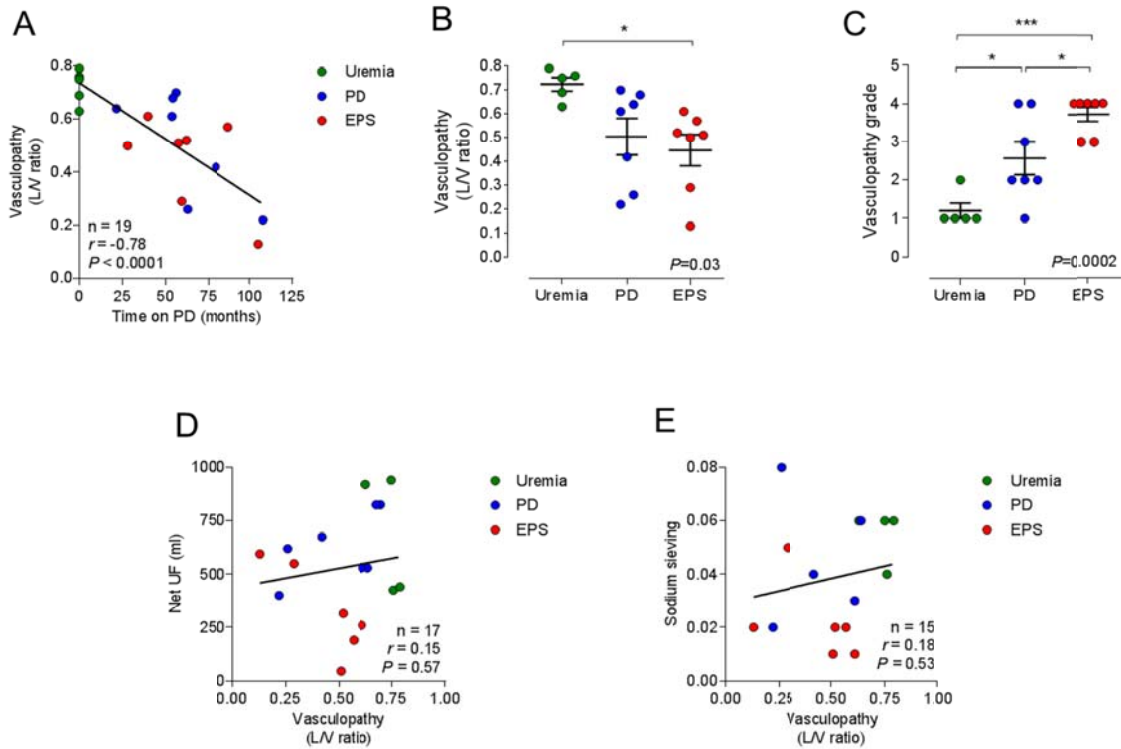 A
Vasculopathy
(L/V ratio)
0.8
0.6
0.4
0.2
0.0
n = 19
r = -0.78
P < 0.0001
0 25 50 75 100 125
Time on PD (months)
Uremia
PD
EPS
B
*
Vasculopathy
(L/V ratio)
0.8
0.7
0.6
0.5
0.4
0.3
0.2
0.1
0.0
P=0.03
Uremia PD EPS
C
***
* *
Vasculopathy grade
5
4
3
2
1
0
P=0.0002
Uremia PD EPS
D
Net UF (ml)
1000
750
500
250
0
n = 17
r = 0.15
P = 0.57
0.00 0.25 0.50 0.75 1.00
Vasculopathy
(L/V ratio)
Uremia
PD
EPS
E
Sodium sieving
0.08
0.06
0.04
0.02
0.00
n = 15
r = 0.18
P = 0.53
0.00 0.25 0.50 0.75 1.00
Vasculopathy
(L/V ratio)
Uremia
PD
EPS